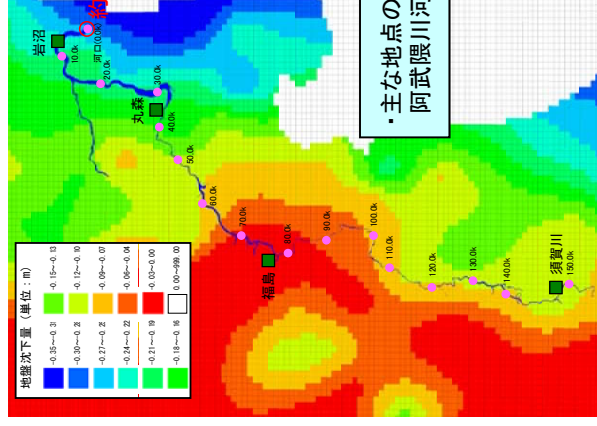 地盤沈下量（単位：m）
-0.35～-0.31
-0.30～-0.28
-0.27～-0.25
-0.24～-0.22
-0.21～-0.19
-0.18～-0.16
-0.15～-0.13
-0.12～-0.10
-0.09～-0.07
-0.06～-0.04
-0.03～0.00
0.00～999.00
岩沼
約
河口(0.0k)
10.0k
20.0k
丸森
30.0k
40.0k
50.0k
60.0k
70.0k
福島
80.0k
90.0k
100.0k
110.0k
120.0k
130.0k
140.0k
須賀川
150.0k
・主な地点の
阿武隈川河